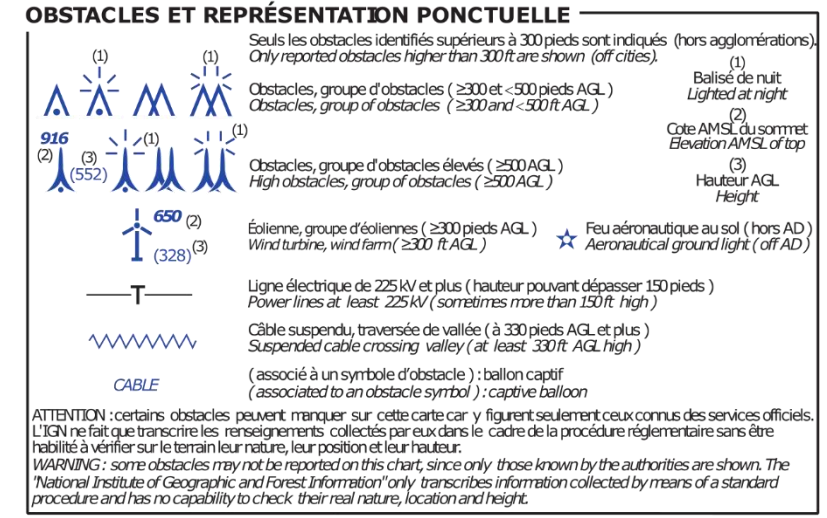 OBSTACLES ET REPRÉSENTATION PONCTUELLE
Seuls les obstacles identifiés supérieurs à 300 pieds sont indiqués (hors agglomérations).
Only reported obstacles higher than 300 ft are shown (off cities).
(1)
(1)
Obstacles, groupe d'obstacles ( ≥300 et <500 pieds AGL )
Obstacles, group of obstacles ( ≥300 and <500 ft AGL )
(1)
Balisé de nuit
Lighted at night
(2)
Cote AMSL du sommet
Elevation AMSL of top
(3)
Hauteur AGL
Height
916
(2)
(3)
(552)
(1)
(1)
Obstacles, groupe d'obstacles élevés ( ≥500 AGL )
High obstacles, group of obstacles ( ≥500 AGL )
650 (2)
(328) (3)
Éolienne, groupe d'éoliennes ( ≥300 pieds AGL )
Wind turbine, wind farm ( ≥300 ft AGL )
Feu aéronautique au sol ( hors AD )
Aeronautical ground light ( off AD )
T
Ligne électrique de 225 kV et plus ( hauteur pouvant dépasser 150 pieds )
Power lines at least 225 kV ( sometimes more than 150 ft high )
Câble suspendu, traversée de vallée ( à 330 pieds AGL et plus )
Suspended cable crossing valley ( at least 330 ft AGL high )
CABLE
( associé à un symbole d'obstacle ) : ballon captif
( associated to an obstacle symbol ) : captive balloon
ATTENTION : certains obstacles peuvent manquer sur cette carte car y figurent seulement ceux connus des services officiels.
L'IGN ne fait que transcrire les renseignements collectés par eux dans le cadre de la procédure réglementaire sans être
habilité à vérifier sur le terrain leur nature, leur position et leur hauteur.
WARNING : some obstacles may not be reported on this chart, since only those known by the authorities are shown. The
"National Institute of Geographic and Forest Information" only transcribes information collected by means of a standard
procedure and has no capability to check their real nature, location and height.